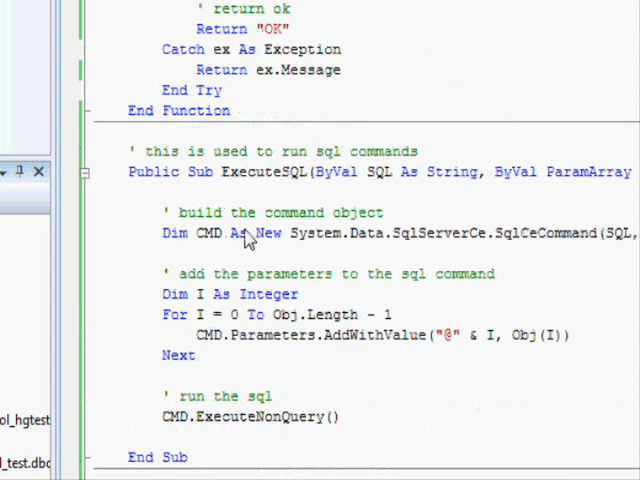 ' return ok
Return "OK"
Catch ex As Exception
Return ex.Message
End Try
End Function
' this is used to run sql commands
Public Sub ExecuteSQL(ByVal SQL As String, ByVal ParamArray
' build the command object
Dim CMD As New System.Data.SqlServerCe.SqlCeCommand(SQL,
' add the parameters to the sql command
Dim I As Integer
For I = 0 To Obj.Length - 1
CMD.Parameters.AddWithValue("@" & I, Obj(I))
Next
' run the sql
CMD.ExecuteNonQuery()
ol_hgtest
End Sub
l_test.dbo